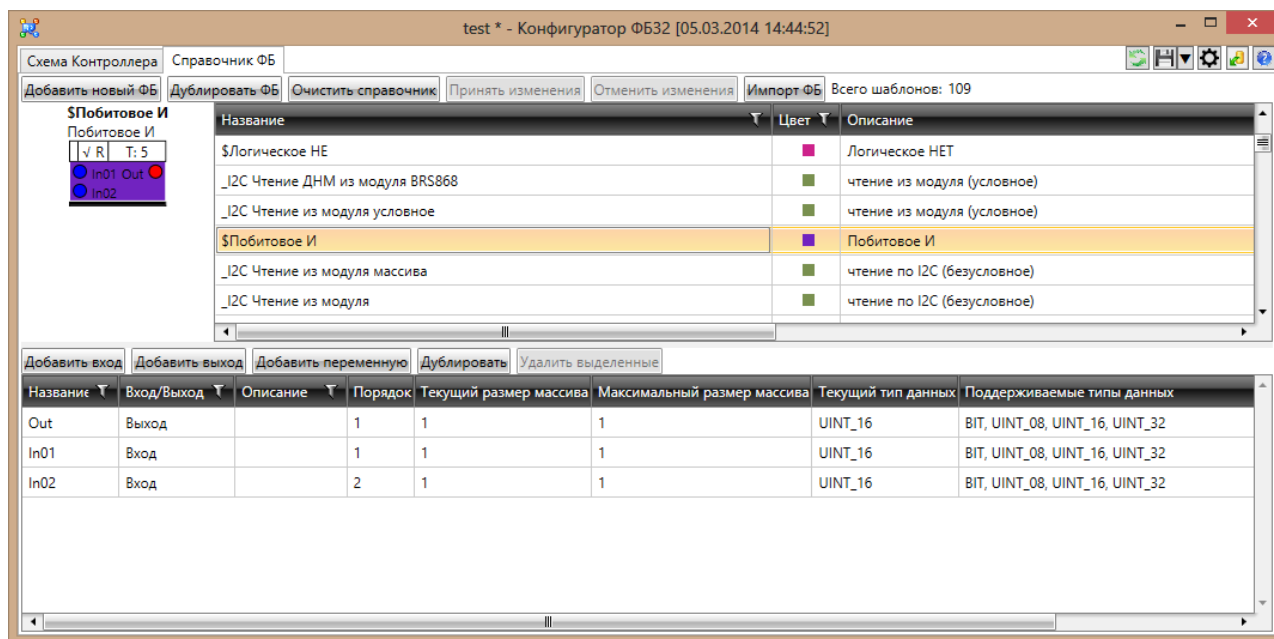 test * - Конфигуратор ФБ32 [05.03.2014 14:44:52]
Схема Контроллера Справочник ФБ
Добавить новый ФБ Дублировать ФБ Очистить справочник Принять изменения Отменить изменения Импорт ФБ Всего шаблонов: 109
$Побитовое И
Побитовое И
√ R T: 5
In01 Out
In02
Название Цвет Описание
$Логическое НЕ Логическое НЕТ
_I2C Чтение ДНМ из модуля BRS868 чтение из модуля (условное)
_I2C Чтение из модуля условное чтение из модуля (условное)
$Побитовое И Побитовое И
_I2C Чтение из модуля массива чтение по I2C (безусловное)
_I2C Чтение из модуля чтение по I2C (безусловное)
Добавить вход Добавить выход Добавить переменную Дублировать Удалить выделенные
Название Вход/Выход Описание Порядок Текущий размер массива Максимальный размер массива Текущий тип данных Поддерживаемые типы данных
Out Выход 1 1 1 UINT_16 BIT, UINT_08, UINT_16, UINT_32
In01 Вход 1 1 1 UINT_16 BIT, UINT_08, UINT_16, UINT_32
In02 Вход 2 1 1 UINT_16 BIT, UINT_08, UINT_16, UINT_32